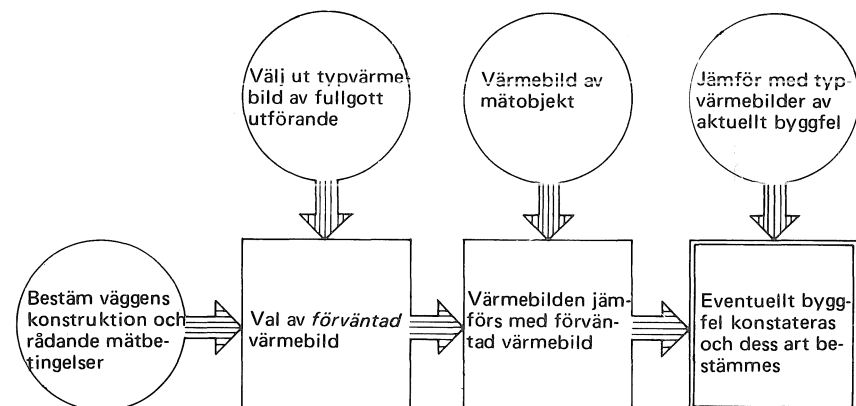 Välj ut typvärme-
bild av fullgott
utförande
Värmebild av
mätobjekt
Jämför med typ-
värmebilder av
aktuellt byggfel
Bestäm väggens
konstruktion och
rådande mätbe-
tingelser
Val av förväntad
värmebild
Värmebilden jäm-
förs med förvän-
tad värmebild
Eventuellt bygg-
fel konstateras
och dess art be-
stämmes